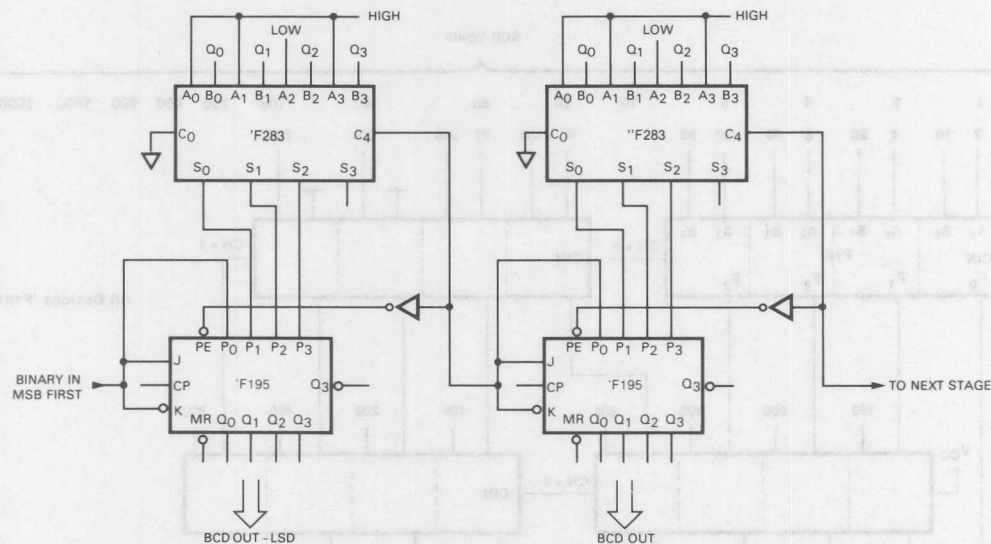 HIGH HIGH
LOW LOW
Q0 Q1 Q2 Q3 Q0 Q1 Q2 Q3
A0 B0 A1 B1 A2 B2 A3 B3 A0 B0 A1 B1 A2 B2 A3 B3
C0 'F283 C4 C0 ''F283 C4
S0 S1 S2 S3 S0 S1 S2 S3
PE P0 P1 P2 P3 PE P0 P1 P2 P3
J J
BINARY IN
MSB FIRST
CP 'F195 Q3 CP 'F195 Q3
TO NEXT STAGE
K K
MR Q0 Q1 Q2 Q3 MR Q0 Q1 Q2 Q3
BCD OUT - LSD BCD OUT